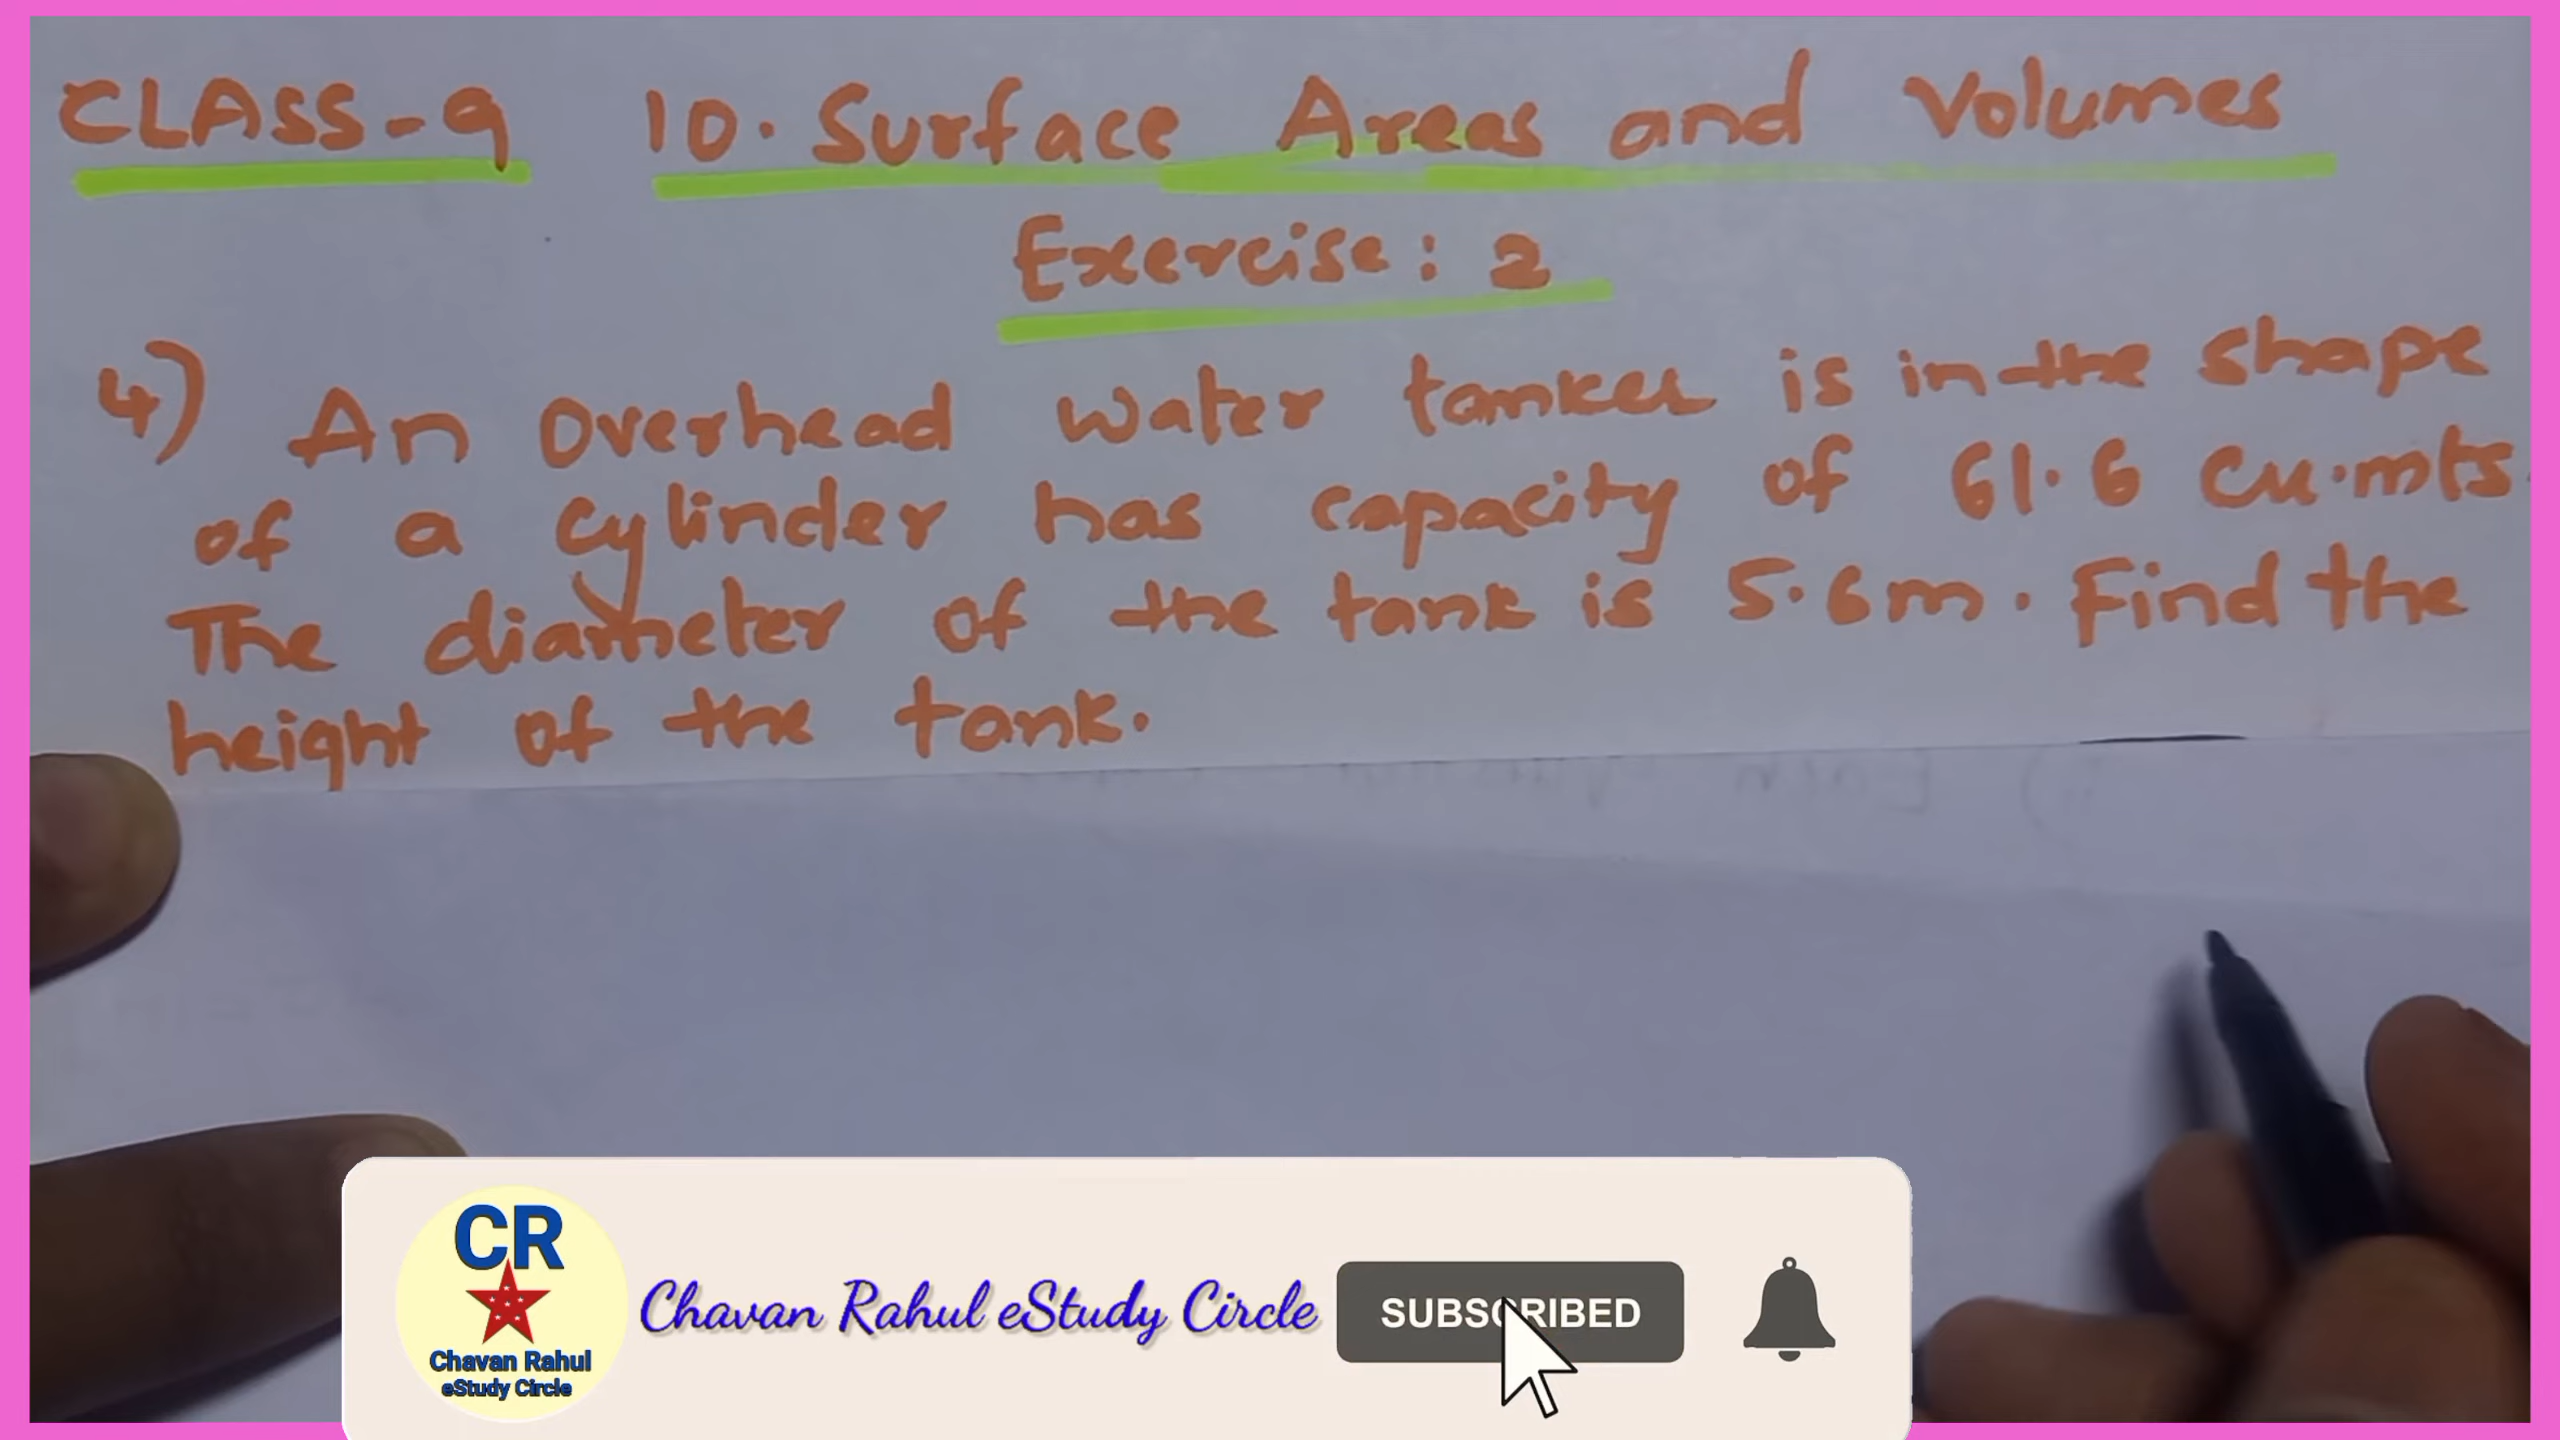 CLASS-9 10. Surface Areas and Volumes
Exercise: 2
4) An overhead water tanker is in the shape
of a cylinder has capacity of 61.6 cu.mts.
The diameter of the tank is 5.6m. Find the
height of the tank.
CR
Chavan Rahul
eStudy Circle
Chavan Rahul eStudy Circle
SUBSCRIBED